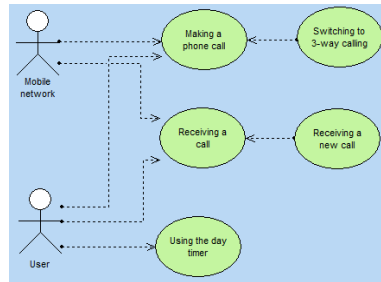 Making a
phone call
Switching to
3-way calling
Mobile
network
Receiving a
call
Receiving a
new call
Using the day
timer
User